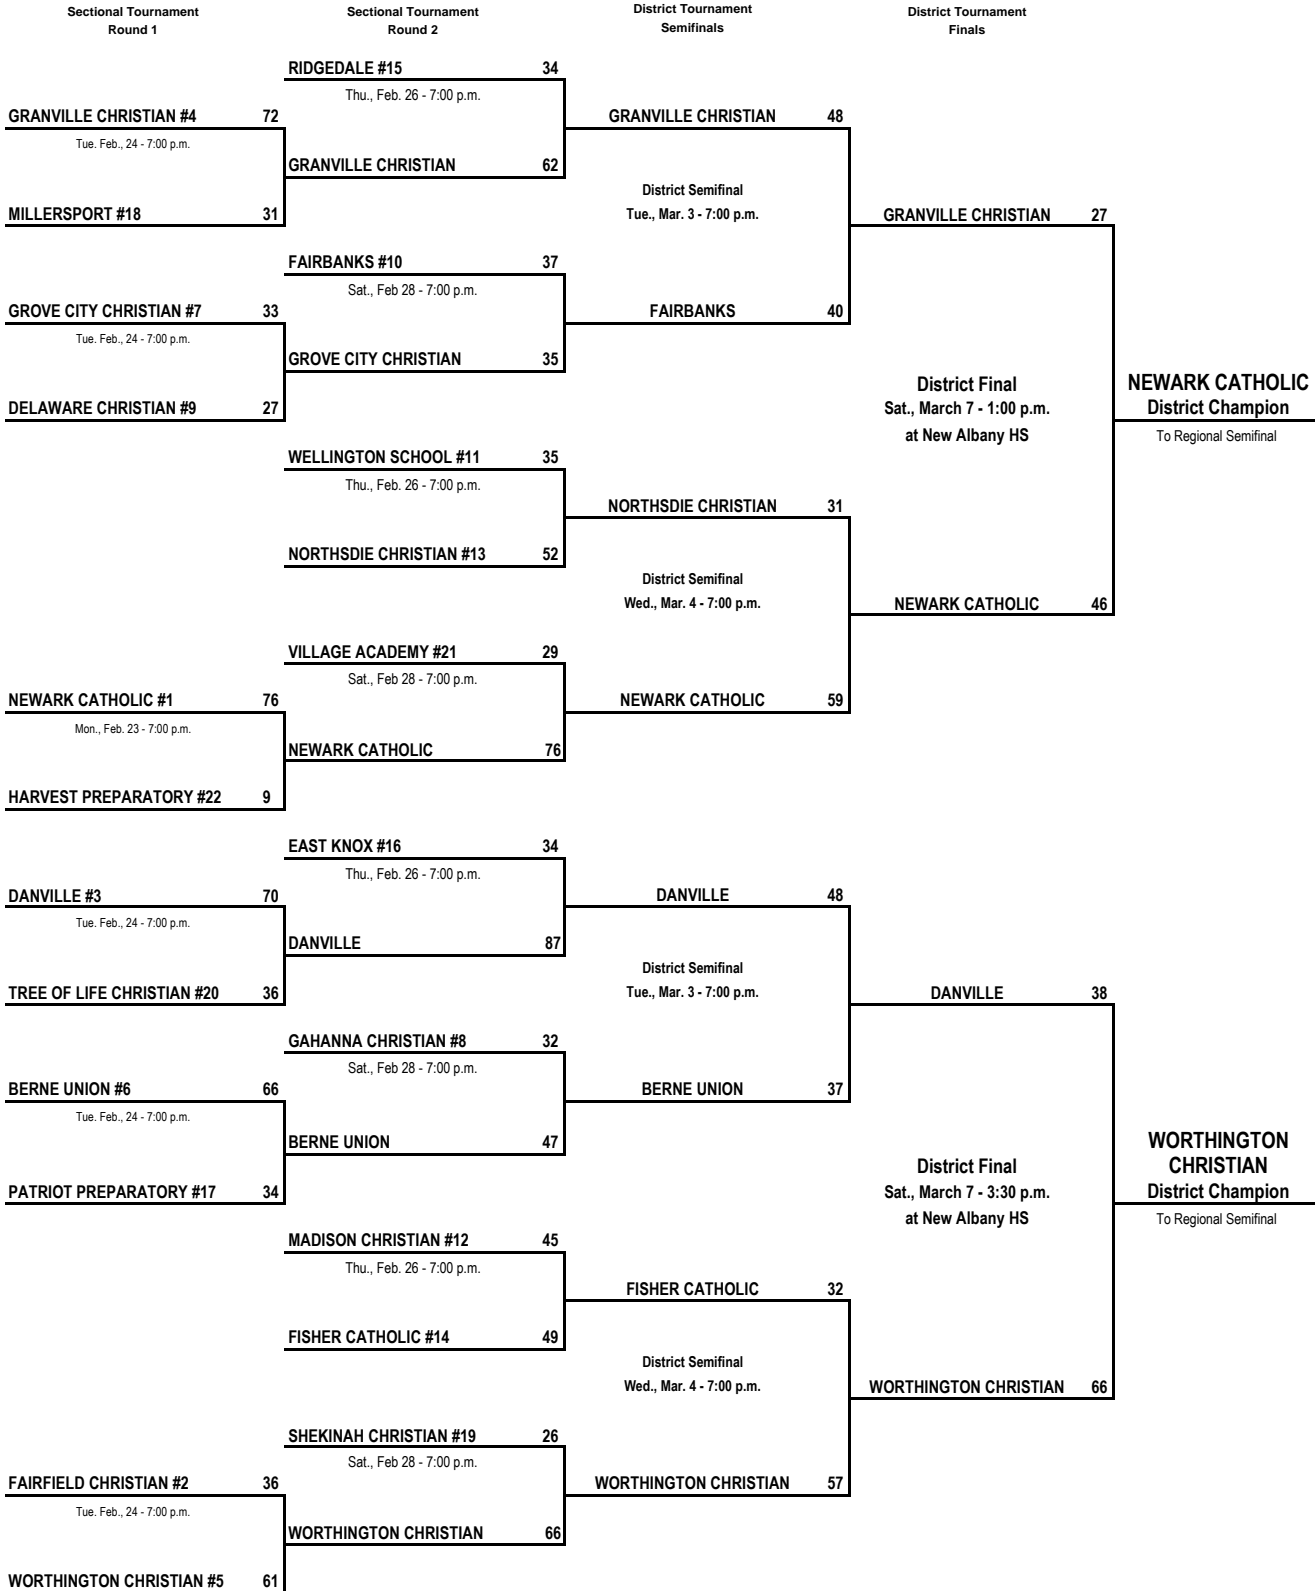 Sectional Tournament
Round 1
Sectional Tournament
Round 2
District Tournament
Semifinals
District Tournament
Finals
RIDGEDALE #15 34
Thu., Feb. 26 - 7:00 p.m.
GRANVILLE CHRISTIAN #4 72
GRANVILLE CHRISTIAN 48
Tue. Feb., 24 - 7:00 p.m.
GRANVILLE CHRISTIAN 62
District Semifinal
Tue., Mar. 3 - 7:00 p.m.
MILLERSPORT #18 31
GRANVILLE CHRISTIAN 27
FAIRBANKS #10 37
Sat., Feb 28 - 7:00 p.m.
GROVE CITY CHRISTIAN #7 33
FAIRBANKS 40
Tue. Feb., 24 - 7:00 p.m.
GROVE CITY CHRISTIAN 35
District Final
Sat., March 7 - 1:00 p.m.
at New Albany HS
NEWARK CATHOLIC
District Champion
To Regional Semifinal
DELAWARE CHRISTIAN #9 27
WELLINGTON SCHOOL #11 35
Thu., Feb. 26 - 7:00 p.m.
NORTHSDIE CHRISTIAN 31
NORTHSDIE CHRISTIAN #13 52
District Semifinal
Wed., Mar. 4 - 7:00 p.m.
NEWARK CATHOLIC 46
VILLAGE ACADEMY #21 29
Sat., Feb 28 - 7:00 p.m.
NEWARK CATHOLIC #1 76
NEWARK CATHOLIC 59
Mon., Feb. 23 - 7:00 p.m.
NEWARK CATHOLIC 76
HARVEST PREPARATORY #22 9
EAST KNOX #16 34
Thu., Feb. 26 - 7:00 p.m.
DANVILLE #3 70
DANVILLE 48
Tue. Feb., 24 - 7:00 p.m.
DANVILLE 87
District Semifinal
Tue., Mar. 3 - 7:00 p.m.
TREE OF LIFE CHRISTIAN #20 36
DANVILLE 38
GAHANNA CHRISTIAN #8 32
Sat., Feb 28 - 7:00 p.m.
BERNE UNION #6 66
BERNE UNION 37
Tue. Feb., 24 - 7:00 p.m.
BERNE UNION 47
District Final
Sat., March 7 - 3:30 p.m.
at New Albany HS
WORTHINGTON
CHRISTIAN
District Champion
To Regional Semifinal
PATRIOT PREPARATORY #17 34
MADISON CHRISTIAN #12 45
Thu., Feb. 26 - 7:00 p.m.
FISHER CATHOLIC 32
FISHER CATHOLIC #14 49
District Semifinal
Wed., Mar. 4 - 7:00 p.m.
WORTHINGTON CHRISTIAN 66
SHEKINAH CHRISTIAN #19 26
Sat., Feb 28 - 7:00 p.m.
FAIRFIELD CHRISTIAN #2 36
WORTHINGTON CHRISTIAN 57
Tue. Feb., 24 - 7:00 p.m.
WORTHINGTON CHRISTIAN 66
WORTHINGTON CHRISTIAN #5 61